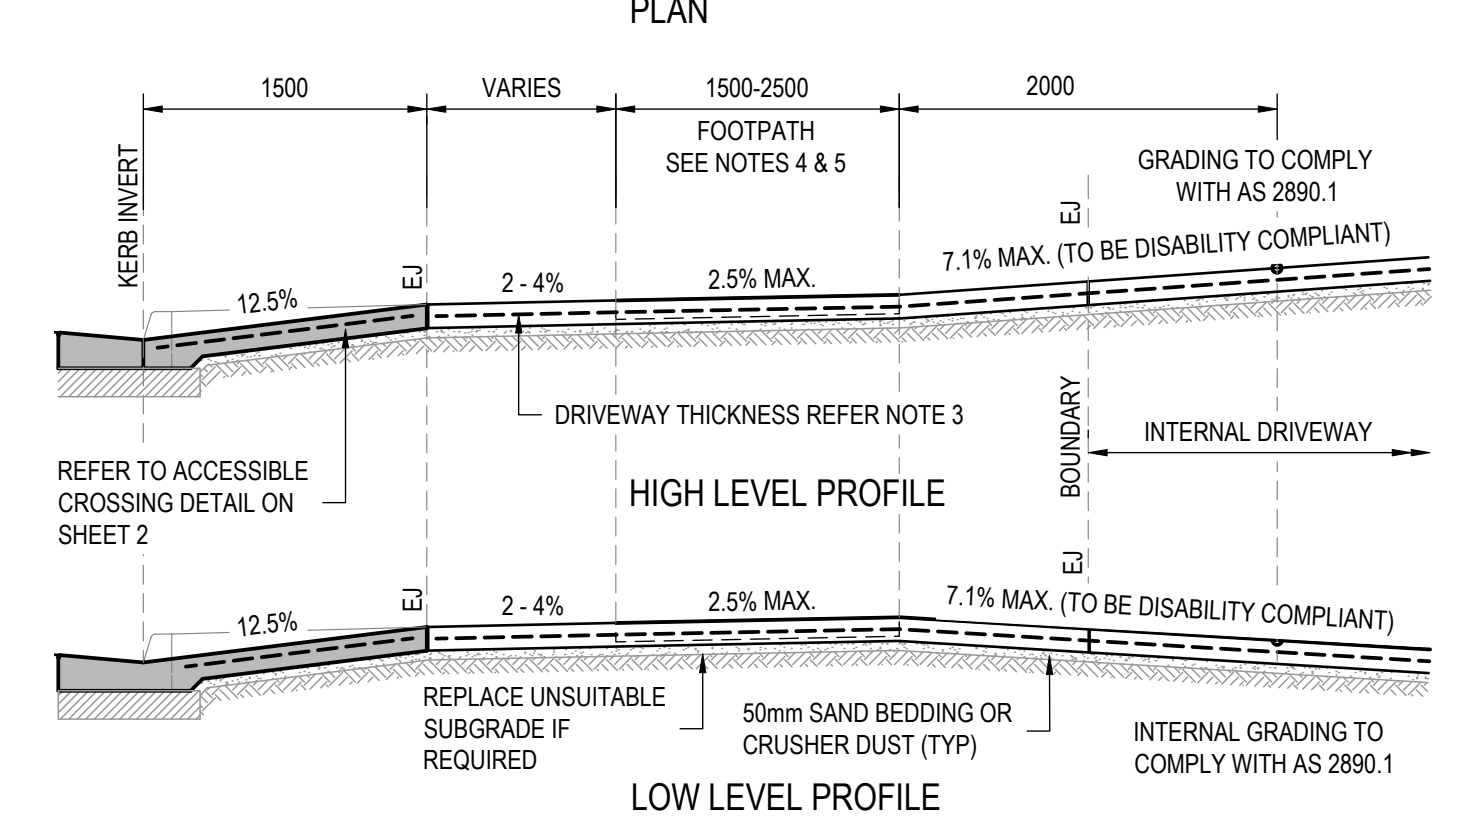 PLAN
1500
VARIES
1500-2500
2000
FOOTPATH
SEE NOTES 4 & 5
GRADING TO COMPLY
WITH AS 2890.1
KERB INVERT
EJ
EJ
12.5%
2 - 4%
2.5% MAX.
7.1% MAX. (TO BE DISABILITY COMPLIANT)
DRIVEWAY THICKNESS REFER NOTE 3
BOUNDARY
INTERNAL DRIVEWAY
REFER TO ACCESSIBLE
CROSSING DETAIL ON
SHEET 2
HIGH LEVEL PROFILE
EJ
EJ
12.5%
2 - 4%
2.5% MAX.
7.1% MAX. (TO BE DISABILITY COMPLIANT)
REPLACE UNSUITABLE
SUBGRADE IF
REQUIRED
50mm SAND BEDDING OR
CRUSHER DUST (TYP)
INTERNAL GRADING TO
COMPLY WITH AS 2890.1
LOW LEVEL PROFILE